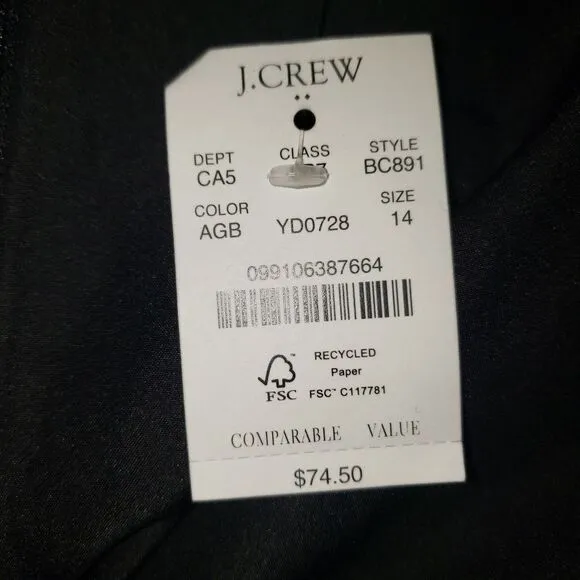 J.CREW
DEPT CLASS STYLE
CA5 BC891
COLOR SIZE
AGB YD0728 14
099106387664
RECYCLED
Paper
FSC™ FSC™ C117781
COMPARABLE VALUE
$74.50